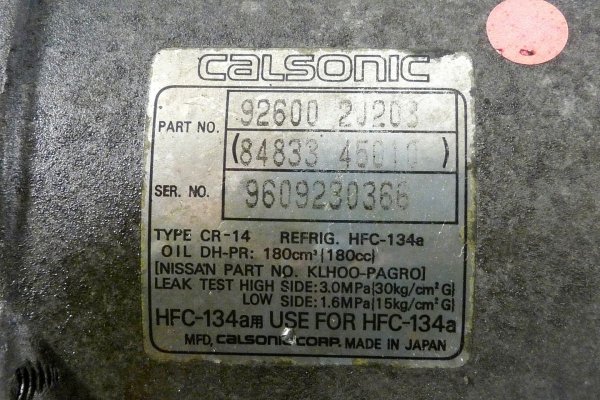 CALSONIC
PART NO. 92600 2J203
(84833 45010 )
SER. NO. 9609230366
TYPE CR-14 REFRIG. HFC-134a
OIL DH-PR: 180cm³(180cc)
[NISSAN PART NO. KLHOO-PAGRO]
LEAK TEST HIGH SIDE:3.0MPa(30kg/cm²G)
LOW SIDE:1.6MPa(15kg/cm²G)
HFC-134a用 USE FOR HFC-134a
MFD. CALSONIC CORP. MADE IN JAPAN